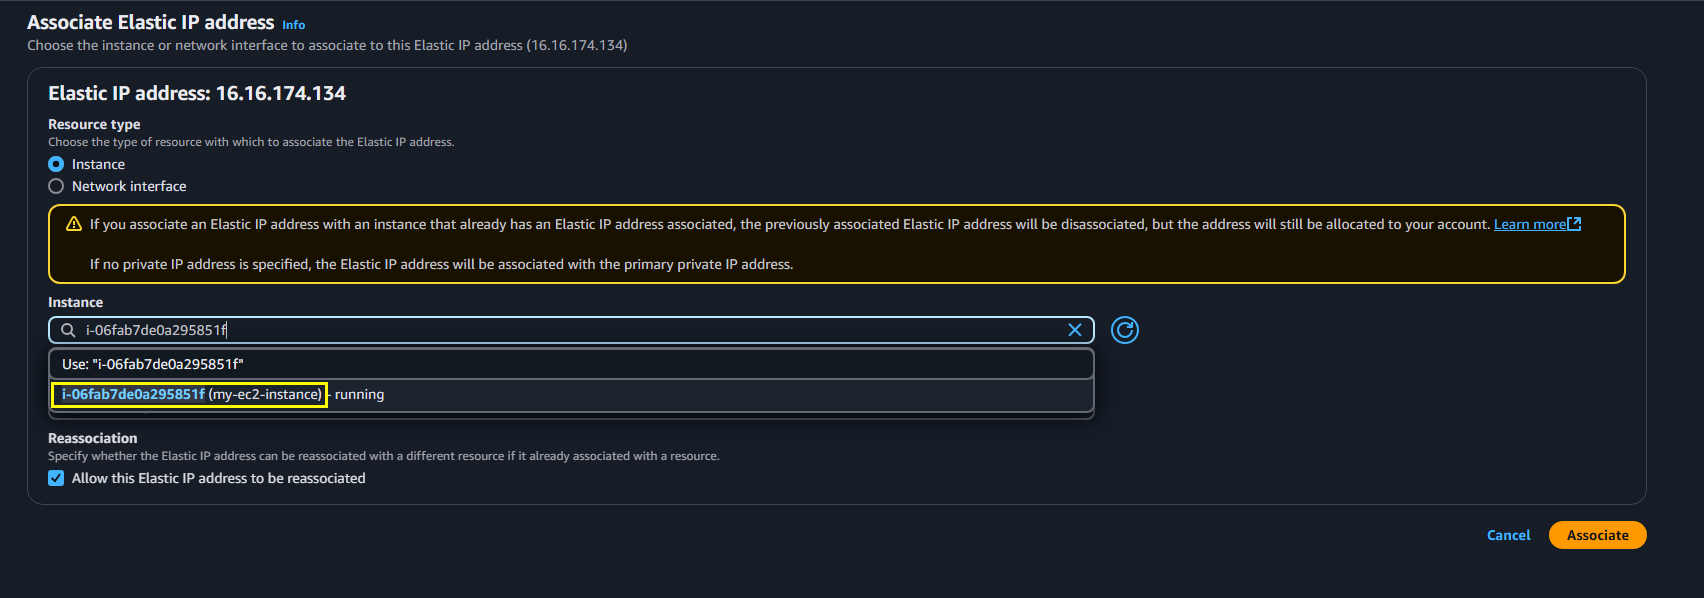 Associate Elastic IP address Info
Choose the instance or network interface to associate to this Elastic IP address (16.16.174.134)
Elastic IP address: 16.16.174.134
Resource type
Choose the type of resource with which to associate the Elastic IP address.
Instance
Network interface
If you associate an Elastic IP address with an instance that already has an Elastic IP address associated, the previously associated Elastic IP address will be disassociated, but the address will still be allocated to your account. Learn more
If no private IP address is specified, the Elastic IP address will be associated with the primary private IP address.
Instance
i-06fab7de0a295851f
Use: "i-06fab7de0a295851f"
i-06fab7de0a295851f (my-ec2-instance) - running
Reassociation
Specify whether the Elastic IP address can be reassociated with a different resource if it already associated with a resource.
Allow this Elastic IP address to be reassociated
Cancel Associate